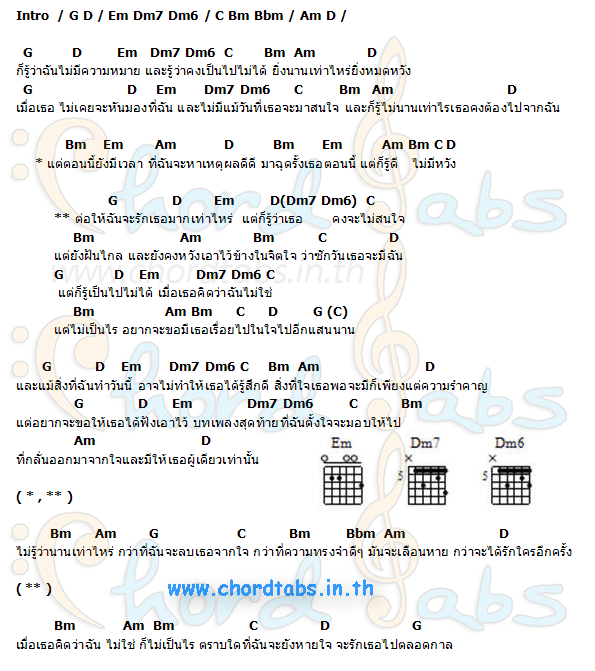 Intro / G D / Em Dm7 Dm6 / C Bm Bbm / Am D /
G D Em Dm7 Dm6 C Bm Am D
ก็รู้ว่าฉันไม่มีความหมาย และรู้ว่าคงเป็นไปไม่ได้ ยิ่งนานเท่าไหร่ยิ่งหมดหวัง
G D Em Dm7 Dm6 C Bm Am D
เมื่อเธอ ไม่เคยจะหันมองที่ฉัน และไม่มีแม้วันที่เธอจะมาสนใจ และก็รู้ไม่นานเท่าไรเธอคงต้องไปจากฉัน
Bm Em Am D Bm Em Am Bm C D
* แต่ตอนนี้ยังมีเวลา ที่ฉันจะหาเหตุผลดีดี มาฉุดรั้งเธอตอนนี้ แต่ก็รู้ดี ไม่มีหวัง
G D Em D(Dm7 Dm6) C
** ต่อให้ฉันจะรักเธอมากเท่าไหร่ แต่ก็รู้ว่าเธอ คงจะไม่สนใจ
Bm Am Bm C D
แต่ยังฝันไกล และยังคงหวังเอาไว้ข้างในจิตใจ ว่าซักวันเธอจะมีฉัน
G D Em Dm7 Dm6 C
แต่ก็รู้เป็นไปไม่ได้ เมื่อเธอคิดว่าฉันไม่ใช่
Bm Am Bm C D G (C)
แต่ไม่เป็นไร อยากจะขอมีเธอเรื่อยไปในใจไปอีกแสนนาน
G D Em Dm7 Dm6 C Bm Am D
และแม้สิ่งที่ฉันทำวันนี้ อาจไม่ทำให้เธอได้รู้สึกดี สิ่งที่ใจเธอพอจะมีก็เพียงแต่ความรำคาญ
G D Em Dm7 Dm6 C Bm
แต่อยากจะขอให้เธอได้ฟังเอาไว้ บทเพลงสุดท้ายที่ฉันตั้งใจจะมอบให้ไป
Am D
ที่กลั่นออกมาจากใจและมีให้เธอผู้เดียวเท่านั้น
Em Dm7 Dm6
5 5
( * , ** )
Bm Am G C Bm Bbm Am D
ไม่รู้ว่านานเท่าไหร่ กว่าที่ฉันจะลบเธอจากใจ กว่าที่ความทรงจำดีๆ มันจะเลือนหาย กว่าจะได้รักใครอีกครั้ง
( ** )
www.chordtabs.in.th
Bm Am Bm C D G
เมื่อเธอคิดว่าฉัน ไม่ใช่ ก็ไม่เป็นไร ตราบใดที่ฉันจะยังหายใจ จะรักเธอไปตลอดกาล